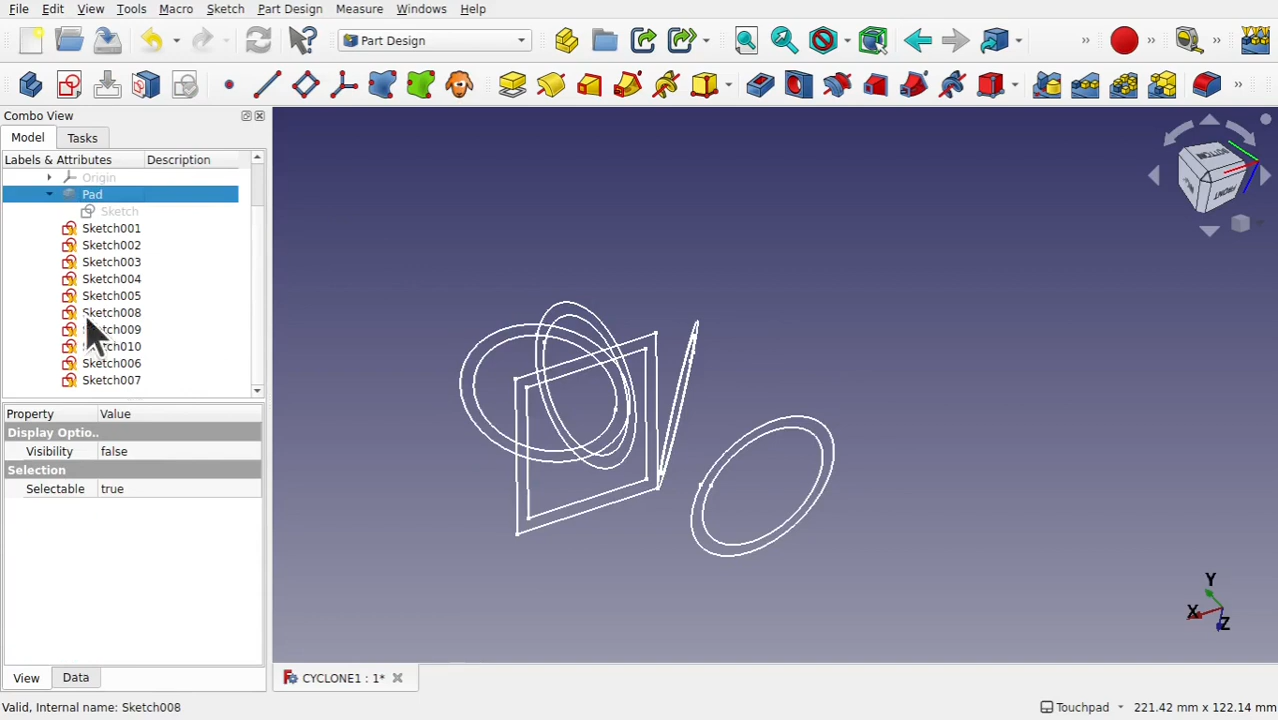 File Edit View Tools Macro Sketch Part Design Measure Windows Help
Part Design
»
»
»
»
»
Combo View
Model Tasks
Labels & Attributes Description
Origin
Pad
Sketch
Sketch001
Sketch002
Sketch003
Sketch004
Sketch005
Sketch008
Sketch009
Sketch010
Sketch006
Sketch007
Property Value
Display Optio..
Visibility false
Selection
Selectable true
View Data
BOTTOM
Y
X
Z
CYCLONE1 : 1*
Valid, Internal name: Sketch008
Touchpad 221.42 mm x 122.14 mm